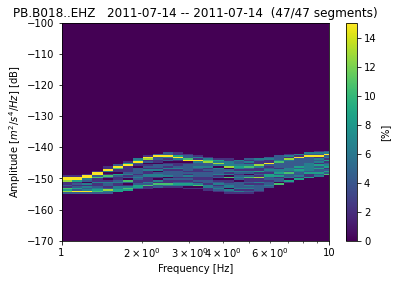 PB.B018..EHZ   2011-07-14 -- 2011-07-14  (47/47 segments)
−100
−110
−120
−130
−140
−150
−160
−170
Amplitude [m²/s⁴/Hz] [dB]
1
2 × 10⁰
3 × 10⁰
4 × 10⁰
6 × 10⁰
10
Frequency [Hz]
14
12
10
8
6
4
2
0
[%]